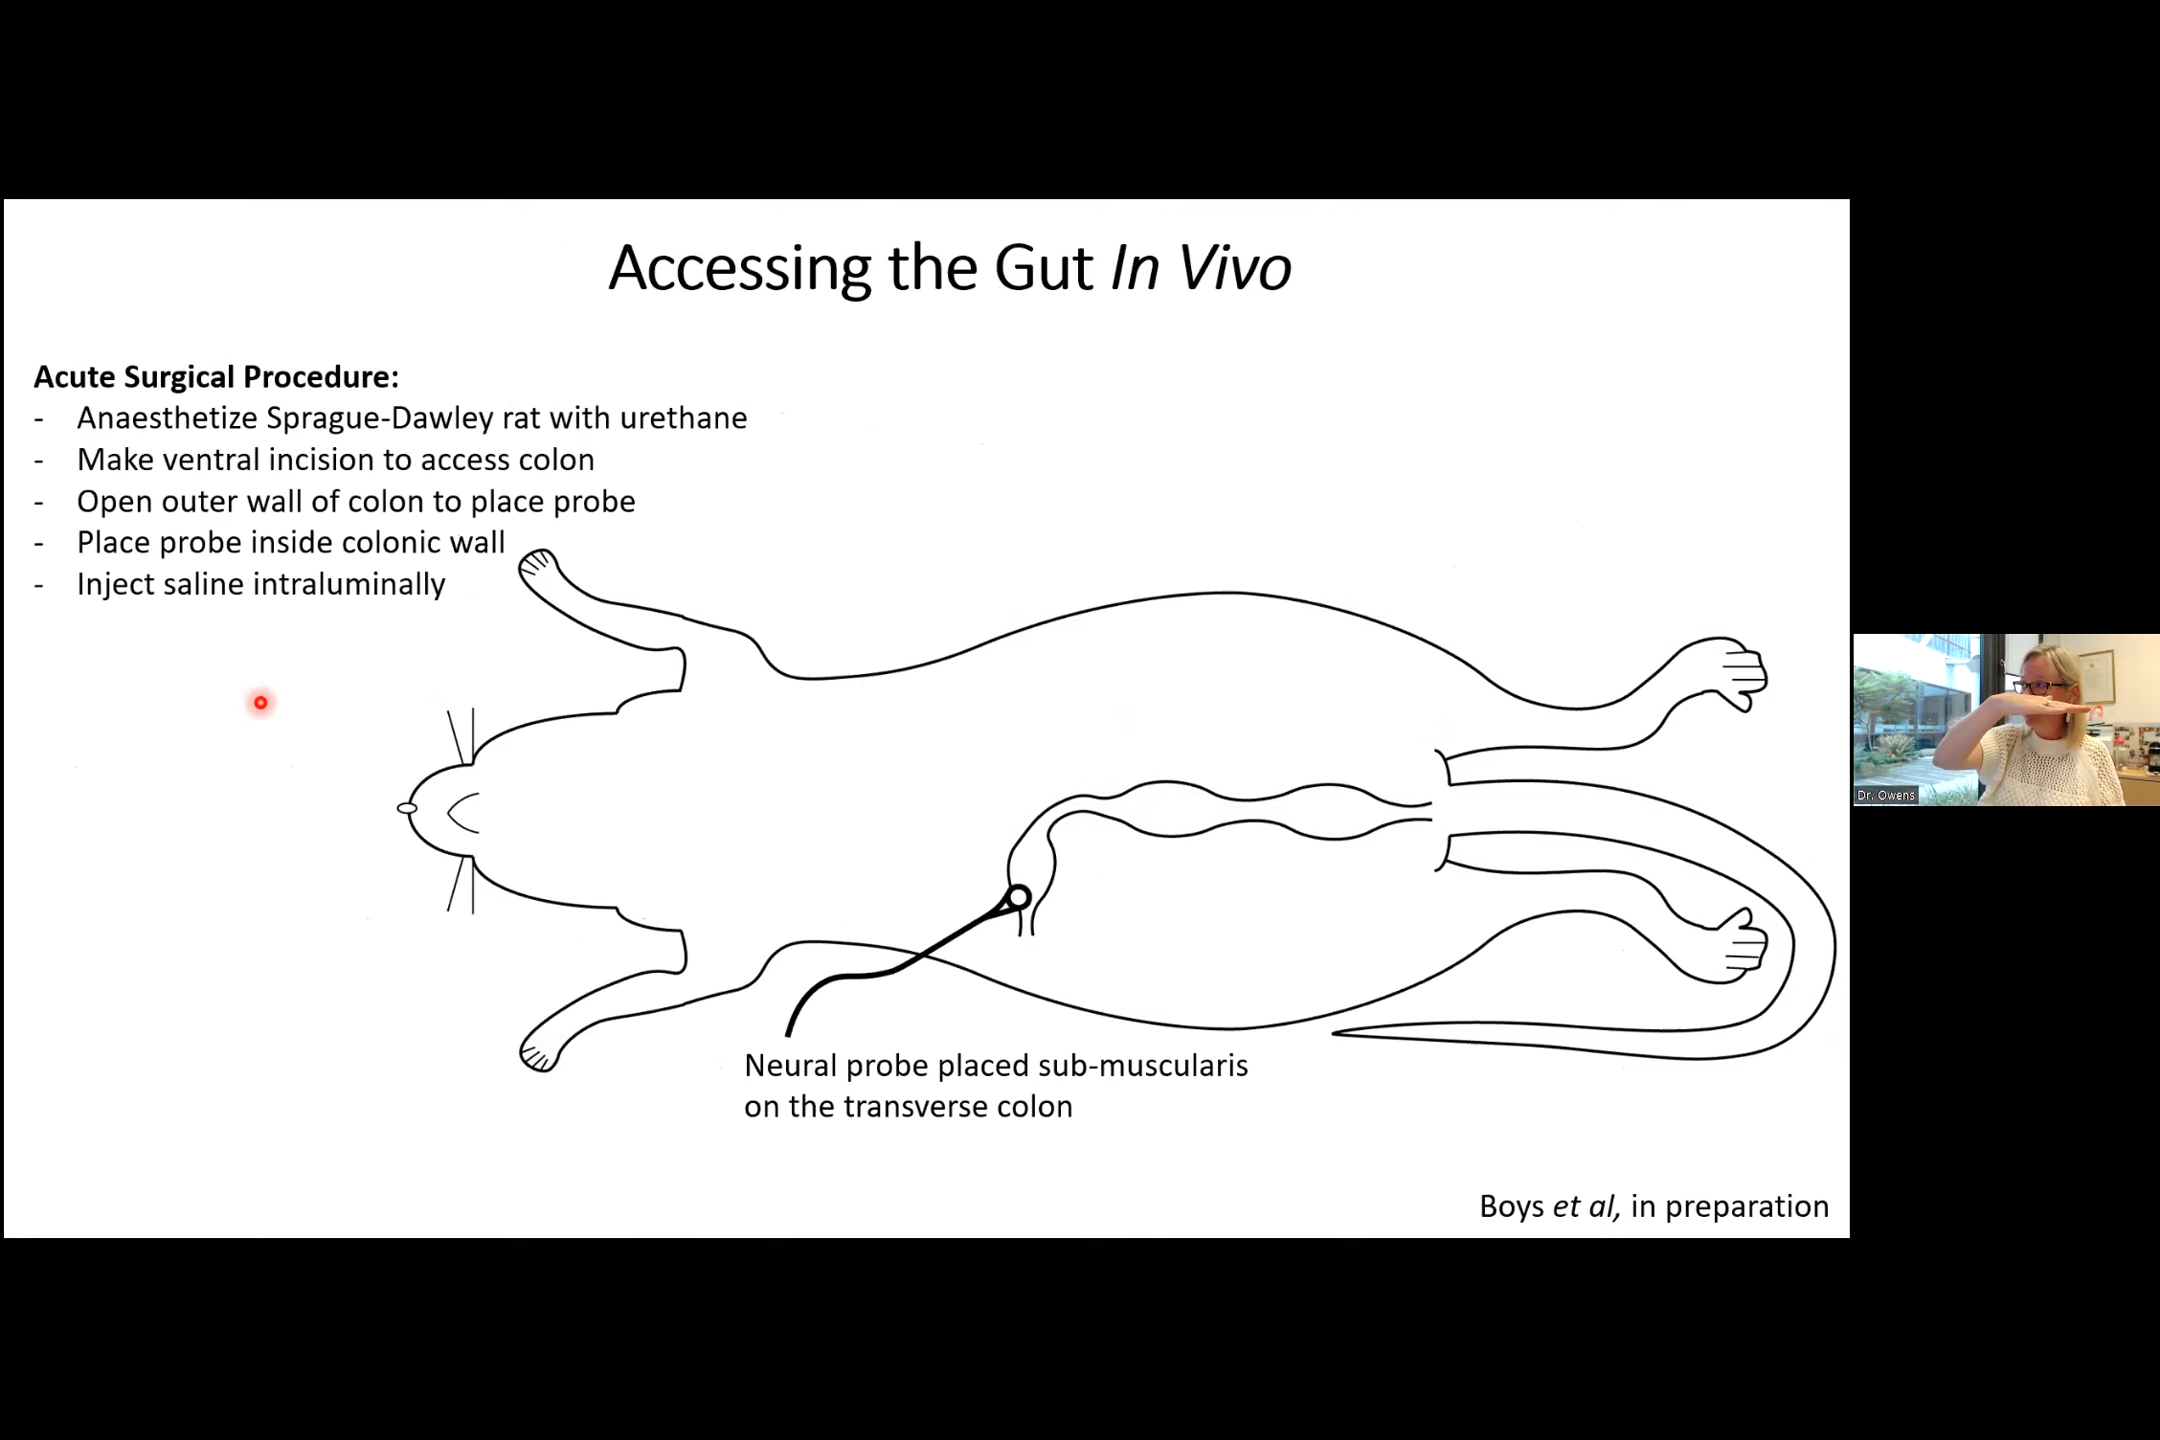 Accessing the Gut In Vivo
Acute Surgical Procedure:
- Anaesthetize Sprague-Dawley rat with urethane
- Make ventral incision to access colon
- Open outer wall of colon to place probe
- Place probe inside colonic wall
- Inject saline intraluminally
Dr. Owens
Neural probe placed sub-muscularis
on the transverse colon
Boys et al, in preparation